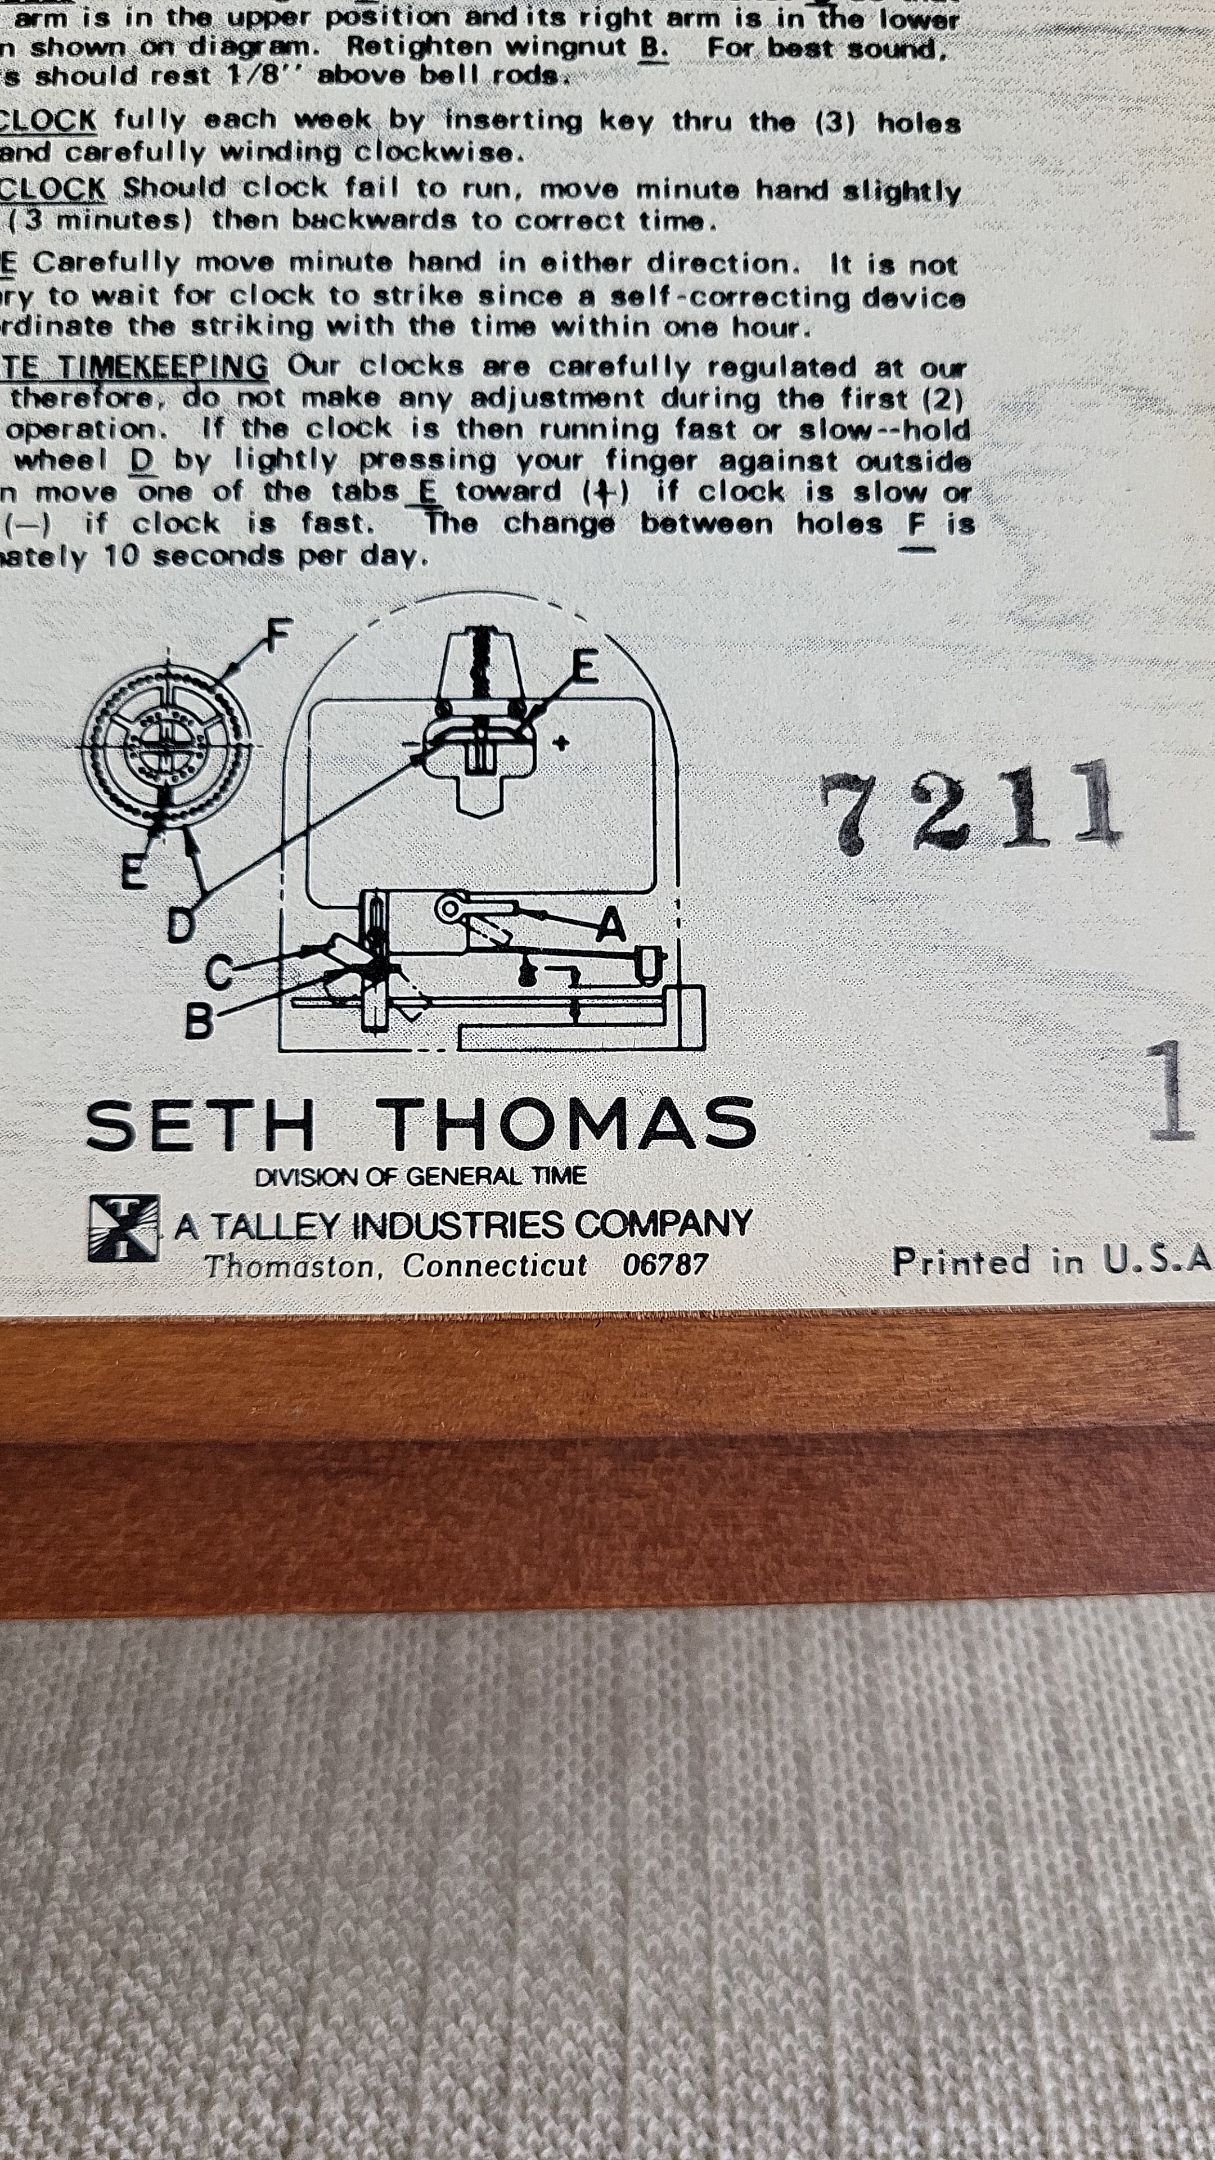 arm is in the upper position and its right arm is in the lower
n shown on diagram. Retighten wingnut B. For best sound,
s should rest 1/8'' above bell rods.
CLOCK fully each week by inserting key thru the (3) holes
and carefully winding clockwise.
CLOCK Should clock fail to run, move minute hand slightly
(3 minutes) then backwards to correct time.
E Carefully move minute hand in either direction. It is not
ry to wait for clock to strike since a self-correcting device
rdinate the striking with the time within one hour.
TE TIMEKEEPING Our clocks are carefully regulated at our
therefore, do not make any adjustment during the first (2)
operation. If the clock is then running fast or slow--hold
wheel D by lightly pressing your finger against outside
n move one of the tabs E toward (+) if clock is slow or
(—) if clock is fast. The change between holes F is
ately 10 seconds per day.
F
E
— +
7211
E
D
A
C
B
1
SETH THOMAS
DIVISION OF GENERAL TIME
TI
A TALLEY INDUSTRIES COMPANY
Thomaston, Connecticut 06787
Printed in U.S.A